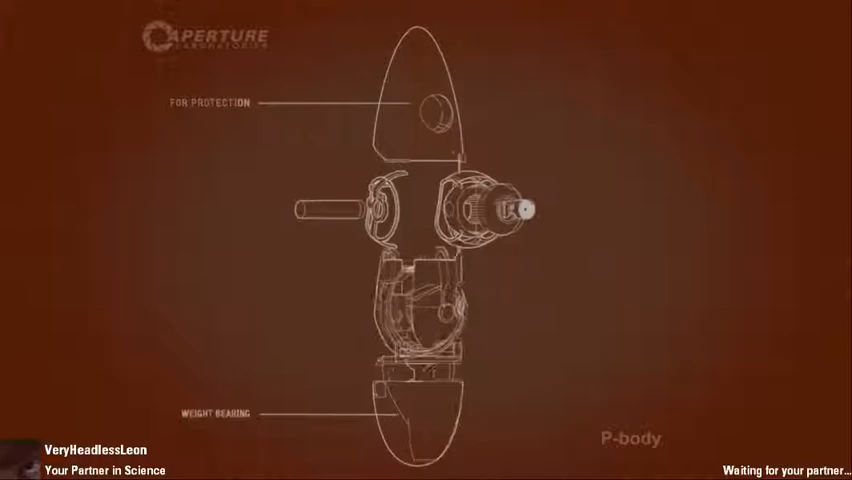 APERTURE
LABORATORIES
FOR PROTECTION
WEIGHT BEARING
P-body
VeryHeadlessLeon
Your Partner in Science
Waiting for your partner...